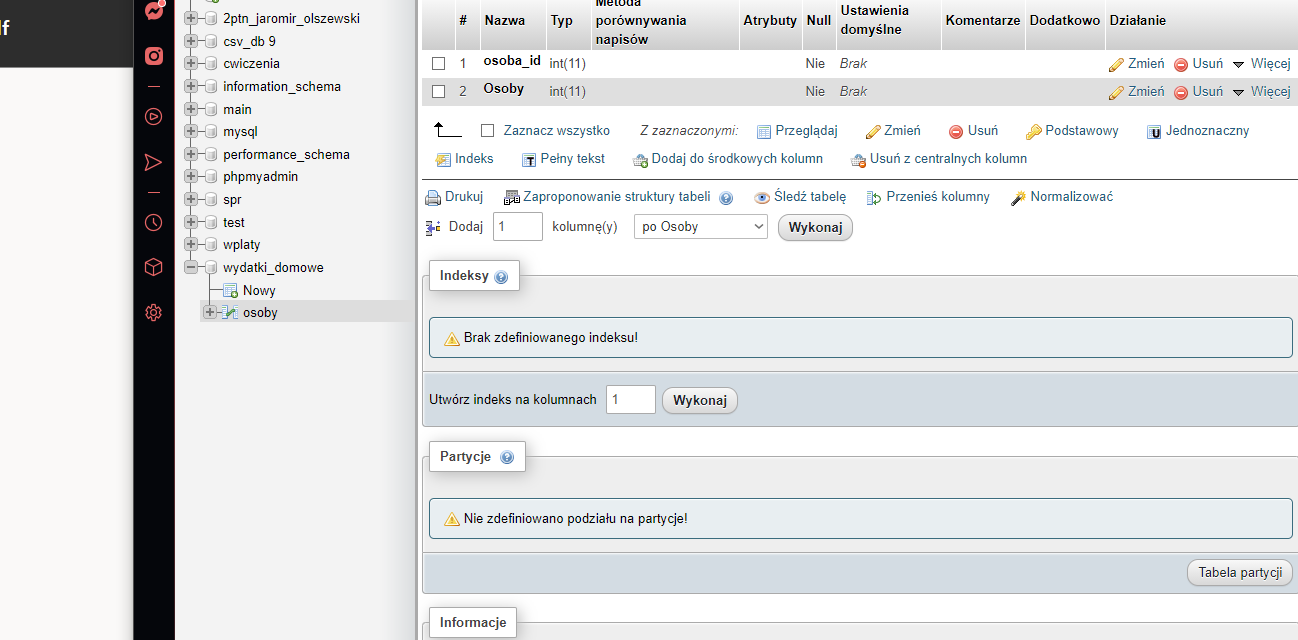 lf
2ptn_jaromir_olszewski
csv_db 9
cwiczenia
information_schema
main
mysql
performance_schema
phpmyadmin
spr
test
wplaty
wydatki_domowe
Nowy
osoby
# Nazwa Typ Metoda porównywania napisów Atrybuty Null Ustawienia domyślne Komentarze Dodatkowo Działanie
1 osoba_id int(11) Nie Brak Zmień Usuń Więcej
2 Osoby int(11) Nie Brak Zmień Usuń Więcej
Zaznacz wszystko Z zaznaczonymi: Przeglądaj Zmień Usuń Podstawowy Jednoznaczny
Indeks Pełny tekst Dodaj do środkowych kolumn Usuń z centralnych kolumn
Drukuj Zaproponowanie struktury tabeli Śledź tabelę Przenieś kolumny Normalizować
Dodaj 1 kolumnę(y) po Osoby Wykonaj
Indeksy
Brak zdefiniowanego indeksu!
Utwórz indeks na kolumnach 1 Wykonaj
Partycje
Nie zdefiniowano podziału na partycje!
Tabela partycji
Informacje